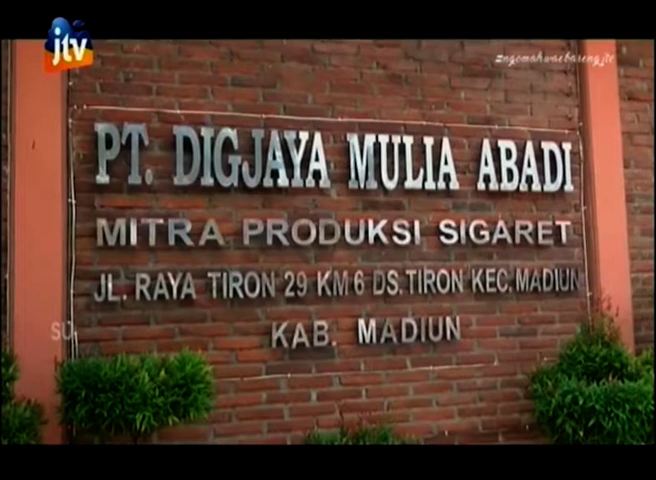 jtv
#ngomahwaebarengjtv
PT. DIGJAYA MULIA ABADI
MITRA PRODUKSI SIGARET
JL. RAYA TIRON 29 KM 6 DS. TIRON KEC. MADIUN
KAB. MADIUN